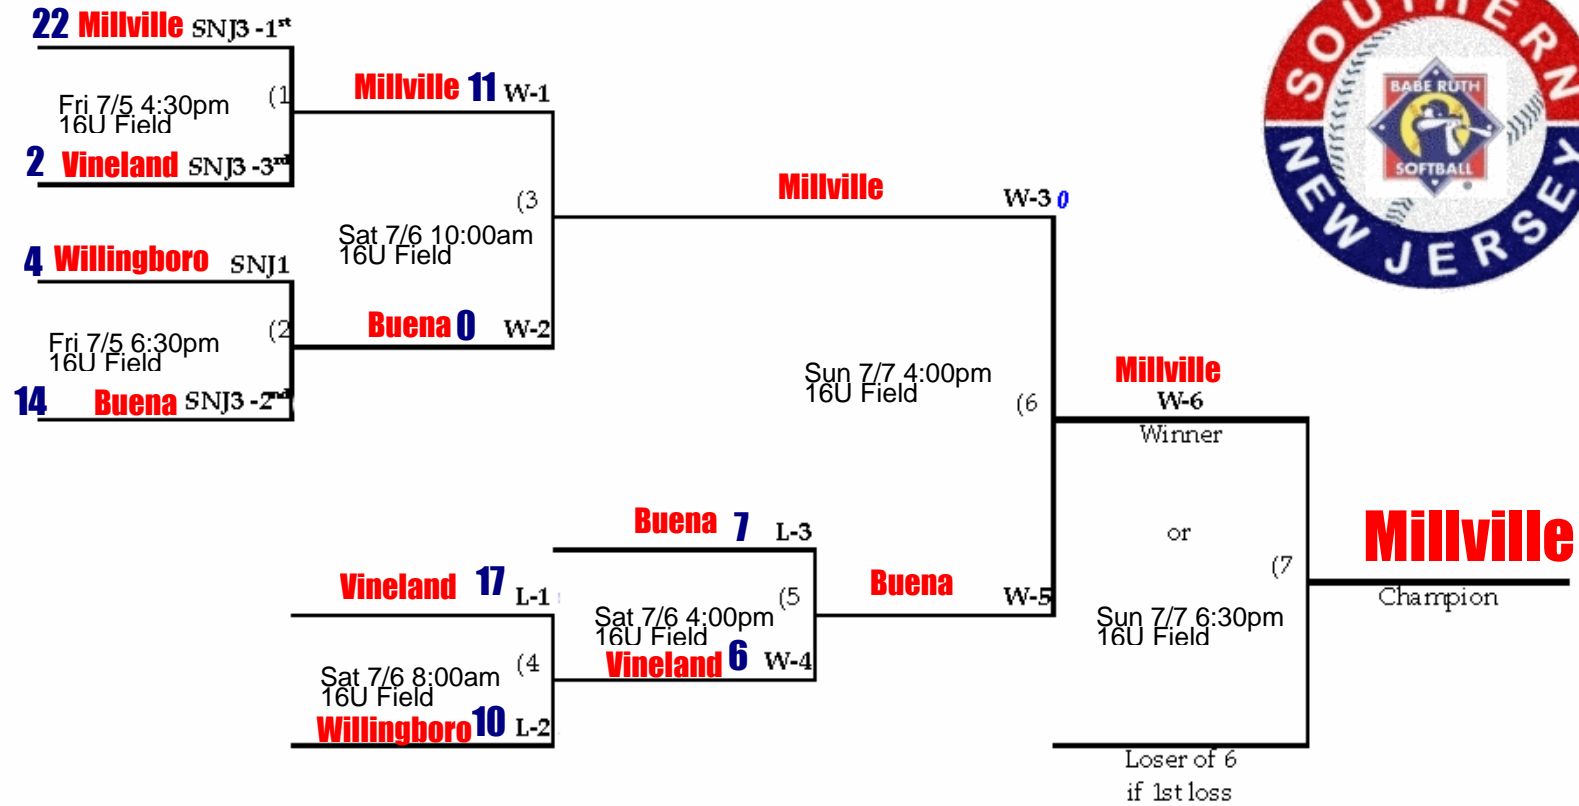 22 Millville SNJ3 -1st
Fri 7/5 4:30pm (1
16U Field
2 Vineland SNJ3 -3rd
4 Willingboro SNJ1
Fri 7/5 6:30pm (2
16U Field
14 Buena SNJ3 -2nd
Millville 11 W-1
(3
Sat 7/6 10:00am
16U Field
Buena 0 W-2
Millville W-3 0
Sun 7/7 4:00pm
16U Field (6
Buena 7 L-3
Sat 7/6 4:00pm (5
16U Field
Vineland 6 W-4
Vineland 17 L-1
Sat 7/6 8:00am (4
16U Field
Willingboro 10 L-2
Buena W-5
Millville
W-6
Winner
or
(7
Sun 7/7 6:30pm
16U Field
Loser of 6
if 1st loss
Millville
Champion
SOUTHERN
BABE RUTH
SOFTBALL
NEW JERSEY